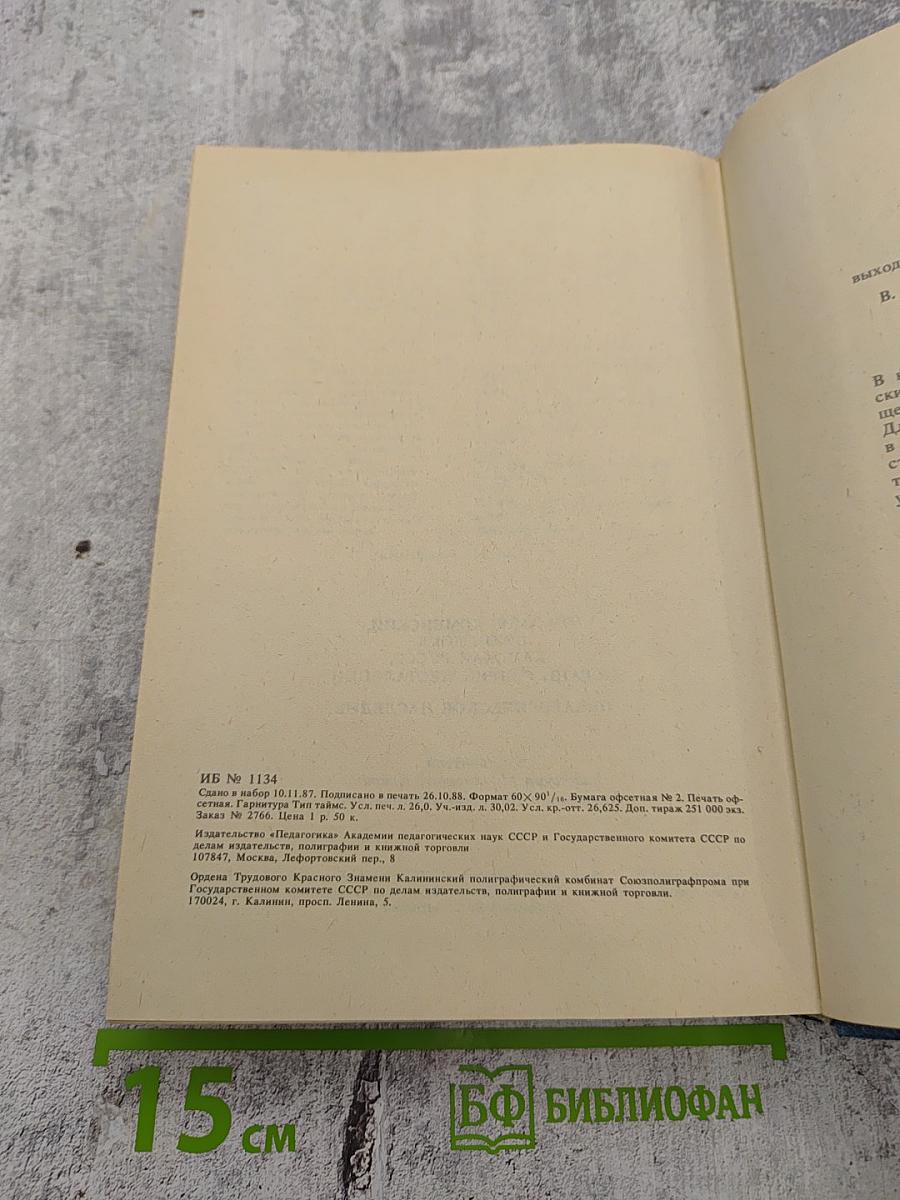 ИБ № 1134
Сдано в набор 10.11.87. Подписано в печать 26.10.88. Формат 60×90¹/₁₆. Бумага офсетная № 2. Печать оф-
сетная. Гарнитура Тип таймс. Усл. печ. л. 26,0. Уч.-изд. л. 30,02. Усл. кр.-отт. 26,625. Доп. тираж 251 000 экз.
Заказ № 2766. Цена 1 р. 50 к.
Издательство «Педагогика» Академии педагогических наук СССР и Государственного комитета СССР по
делам издательств, полиграфии и книжной торговли
107847, Москва, Лефортовский пер., 8
Ордена Трудового Красного Знамени Калининский полиграфический комбинат Союзполиграфпрома при
Государственном комитете СССР по делам издательств, полиграфии и книжной торговли.
170024, г. Калинин, просп. Ленина, 5.
выход
В.
В
ски
ще
в
15 см
БФ БИБЛИОФАН